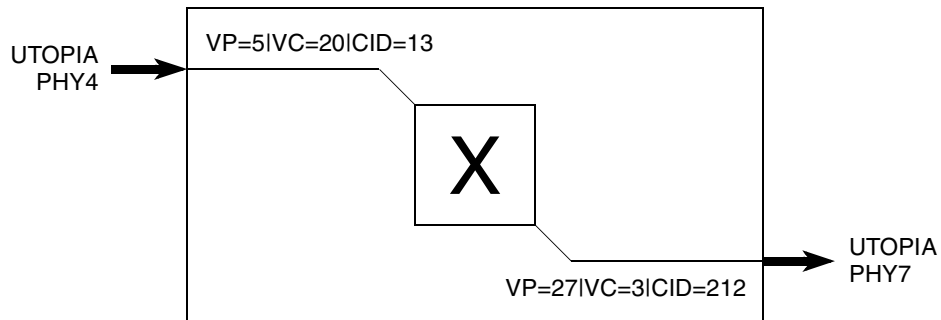 VP=5|VC=20|CID=13
UTOPIA
PHY4
X
UTOPIA
PHY7
VP=27|VC=3|CID=212